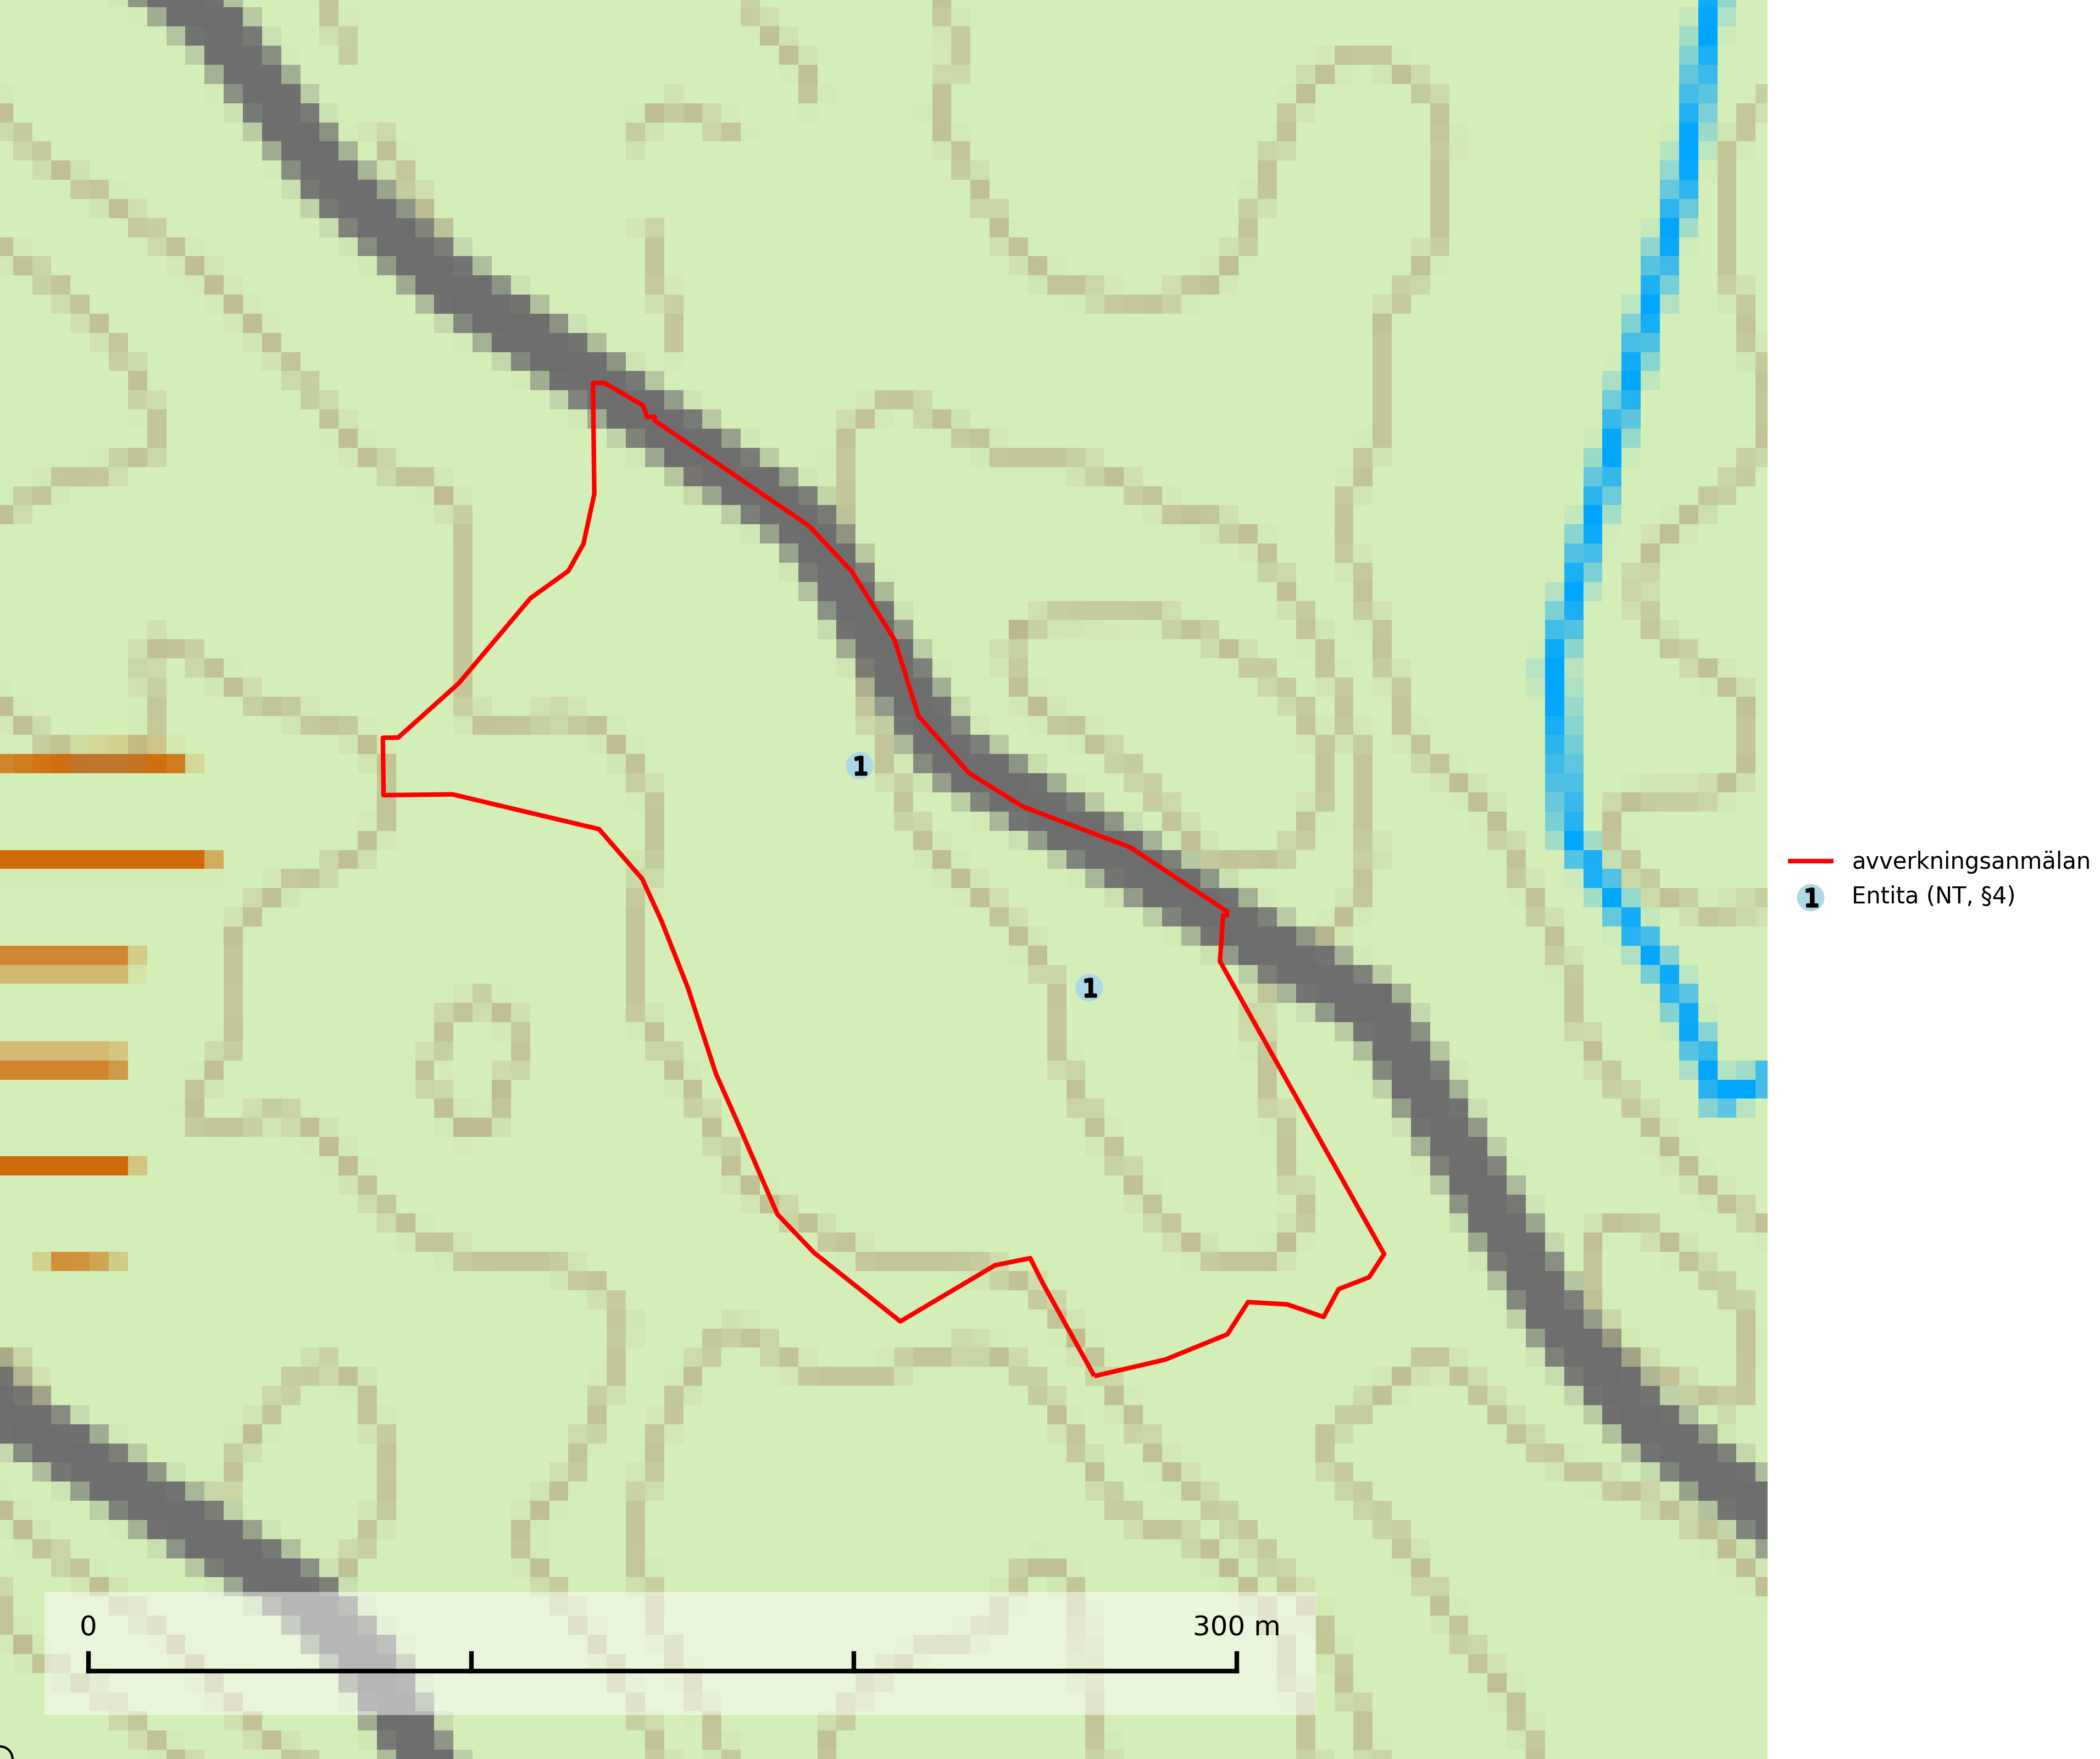 1
avverkningsanmälan
1 Entita (NT, §4)
1
0 300 m